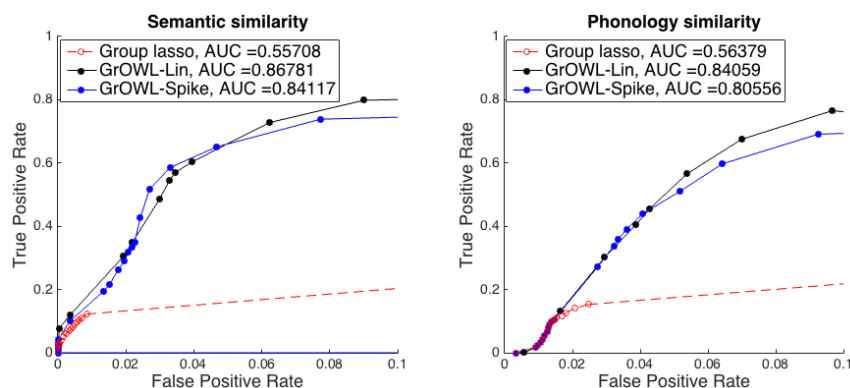 Semantic similarity
1
Group lasso, AUC =0.55708
GrOWL-Lin, AUC =0.86781
GrOWL-Spike, AUC =0.84117
0.8
0.6
0.4
0.2
0
0 0.02 0.04 0.06 0.08 0.1
True Positive Rate
False Positive Rate
Phonology similarity
1
Group lasso, AUC =0.56379
GrOWL-Lin, AUC =0.84059
GrOWL-Spike, AUC =0.80556
0.8
0.6
0.4
0.2
0
0 0.02 0.04 0.06 0.08 0.1
True Positive Rate
False Positive Rate